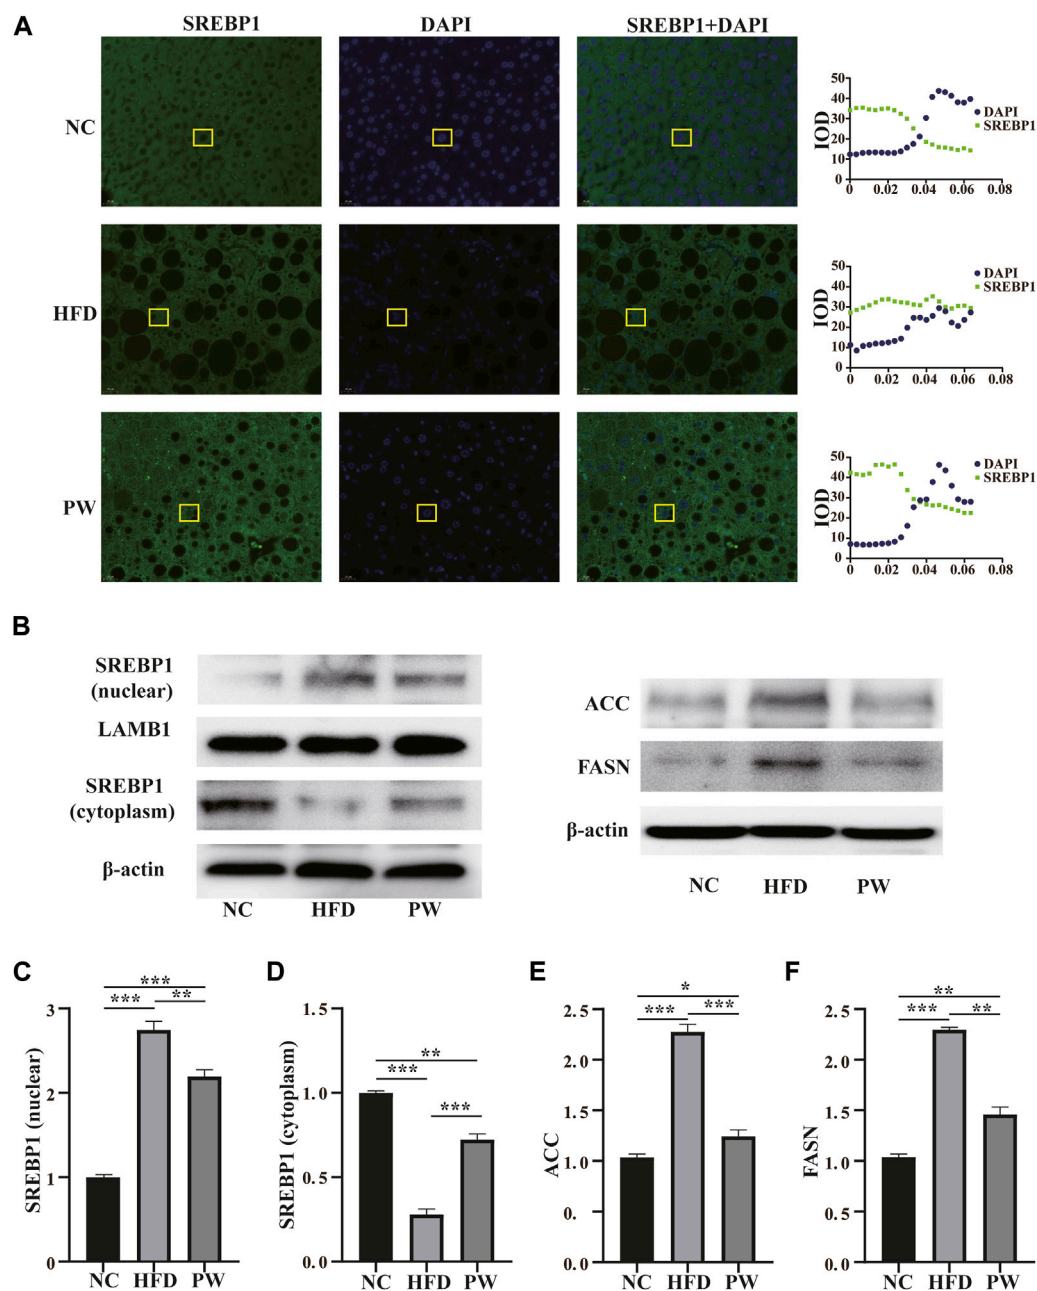 A
SREBP1 DAPI SREBP1+DAPI
NC
HFD
PW
50
40
30
20
10
0
IOD
DAPI
SREBP1
0 0.02 0.04 0.06 0.08
50
40
30
20
10
0
IOD
DAPI
SREBP1
0 0.02 0.04 0.06 0.08
50
40
30
20
10
0
IOD
DAPI
SREBP1
0 0.02 0.04 0.06 0.08
B
SREBP1
(nuclear)
LAMB1
SREBP1
(cytoplasm)
β-actin
NC HFD PW
ACC
FASN
β-actin
NC HFD PW
C
SREBP1 (nuclear)
3
2
1
0
***
*** **
NC HFD PW
D
SREBP1 (cytoplasm)
1.5
1.0
0.5
0.0
**
***
***
NC HFD PW
E
ACC
2.5
2.0
1.5
1.0
0.
0.0
*
*** ***
NC HFD PW
F
FASN
2.5
2.0
1.5
1.0
0.5
0.0
**
*** **
NC HFD PW